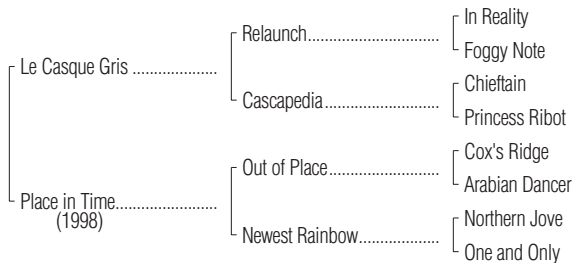 In Reality
Relaunch
Foggy Note
Le Casque Gris
Chieftain
Cascapedia
Princess Ribot
Cox's Ridge
Out of Place
Arabian Dancer
Place in Time
(1998)
Northern Jove
Newest Rainbow
One and Only